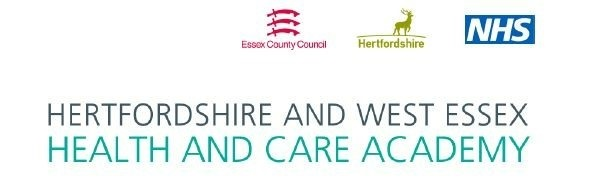 Essex County Council
Hertfordshire
NHS
HERTFORDSHIRE AND WEST ESSEX
HEALTH AND CARE ACADEMY